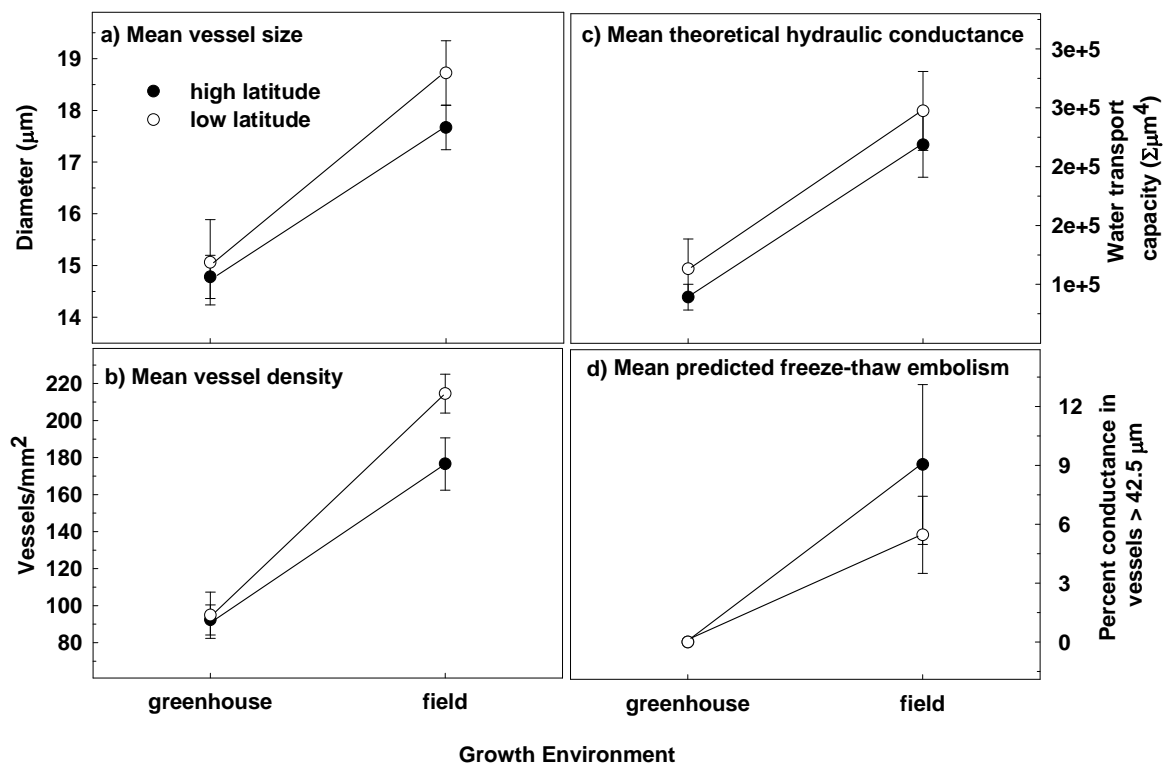 a) Mean vessel size
high latitude
low latitude
Diameter (μm)
19
18
17
16
15
14
c) Mean theoretical hydraulic conductance
3e+5
3e+5
2e+5
2e+5
1e+5
Water transport
capacity (Σμm⁴)
b) Mean vessel density
Vessels/mm²
220
200
180
160
140
120
100
80
d) Mean predicted freeze-thaw embolism
12
9
6
3
0
Percent conductance in
vessels > 42.5 μm
greenhouse
field
greenhouse
field
Growth Environment